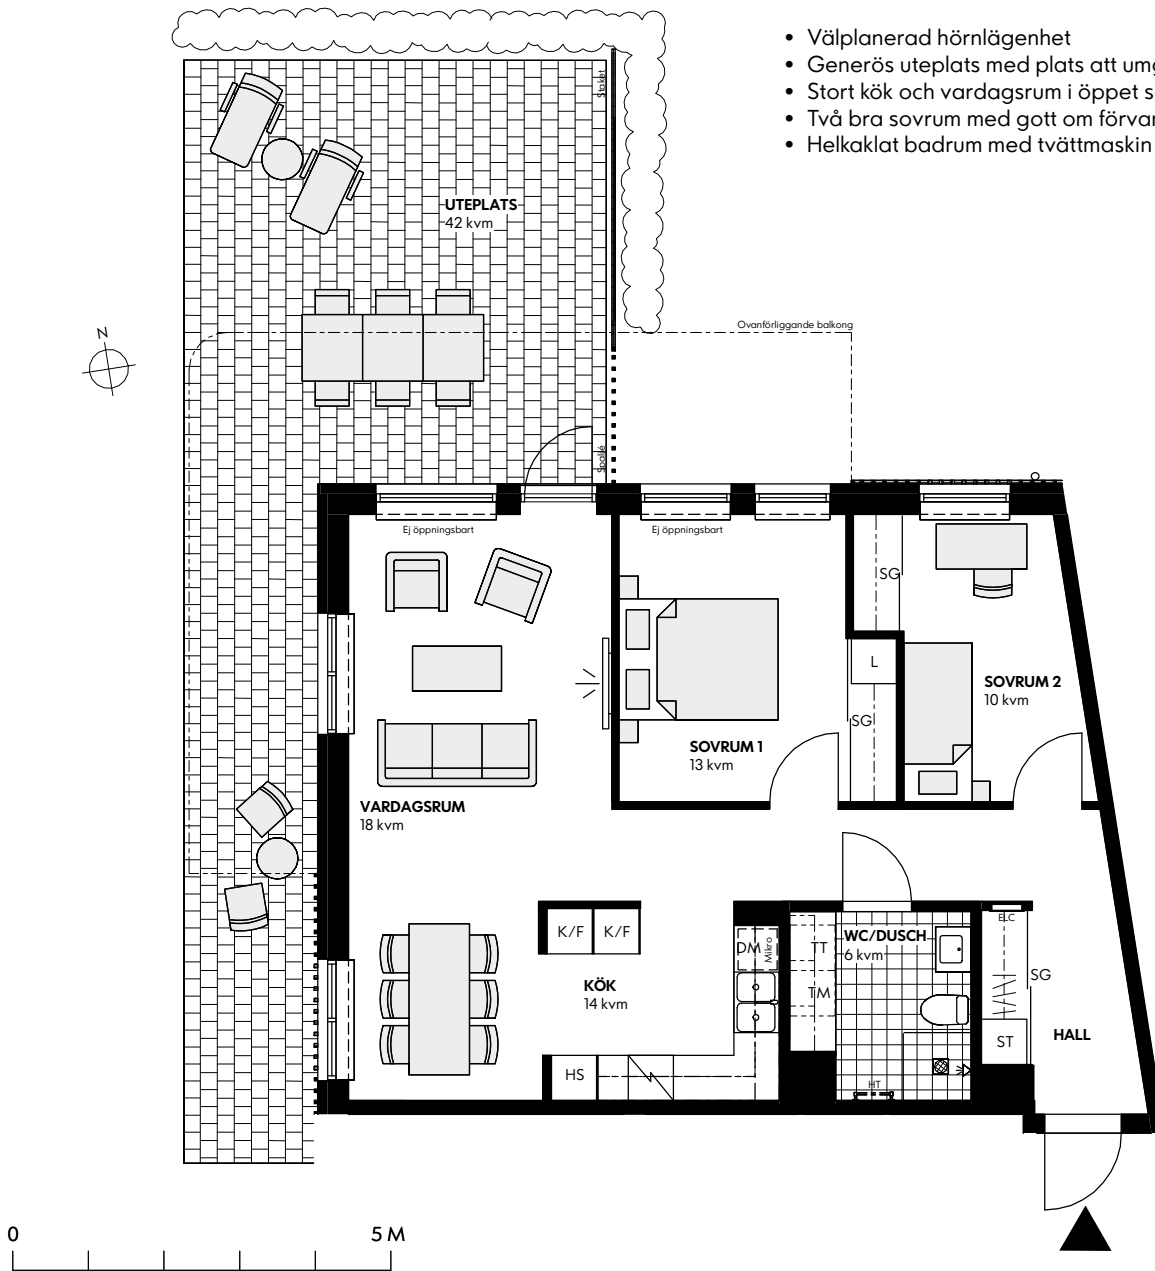 • Välplanerad hörnlägenhet
• Generös uteplats med plats att umg
• Stort kök och vardagsrum i öppet s
• Två bra sovrum med gott om förvar
• Helkaklat badrum med tvättmaskin
Staket
UTEPLATS
42 kvm
N
Ovanförliggande balkong
Spaljé
Ej öppningsbart
Ej öppningsbart
SG
L
SOVRUM 2
10 kvm
SG
SOVRUM 1
13 kvm
VARDAGSRUM
18 kvm
ELC
K/F
K/F
DM
Mikro
TT
WC/DUSCH
6 kvm
SG
KÖK
14 kvm
TM
ST
HALL
HS
HT
0
5 M